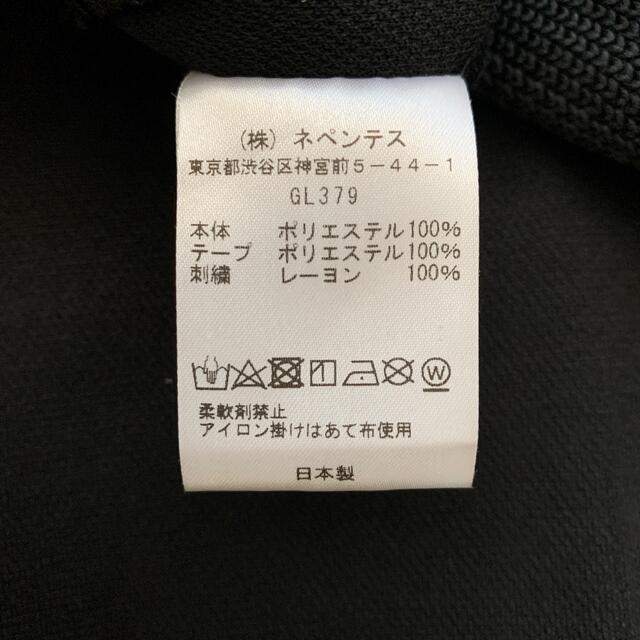 （株）ネペンテス
東京都渋谷区神宮前５－４４－１
GL379
本体　ポリエステル100%
テープ　ポリエステル100%
刺繍　レーヨン　100%
W
柔軟剤禁止
アイロン掛けはあて布使用
日本製